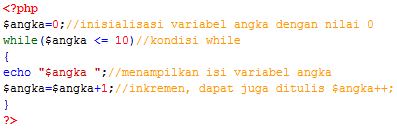 <?php
$angka=0;//inisialisasi variabel angka dengan nilai 0
while($angka <= 10)//kondisi while
{
echo "$angka ";//menampilkan isi variabel angka
$angka=$angka+1;//inkremen, dapat juga ditulis $angka++;
}
?>